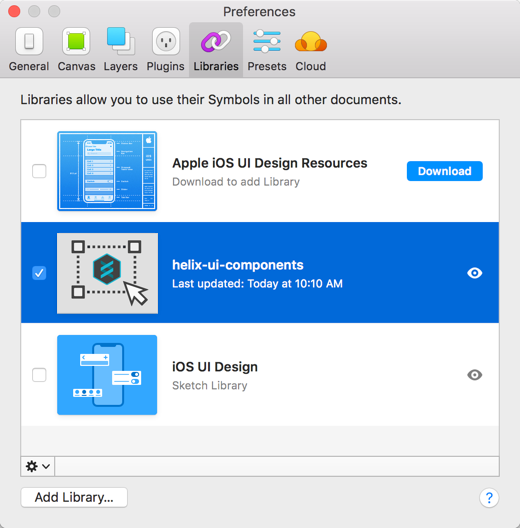 Preferences
General Canvas Layers Plugins Libraries Presets Cloud
Libraries allow you to use their Symbols in all other documents.
Apple iOS UI Design Resources
Download to add Library
Download
helix-ui-components
Last updated: Today at 10:10 AM
iOS UI Design
Sketch Library
Add Library...
?